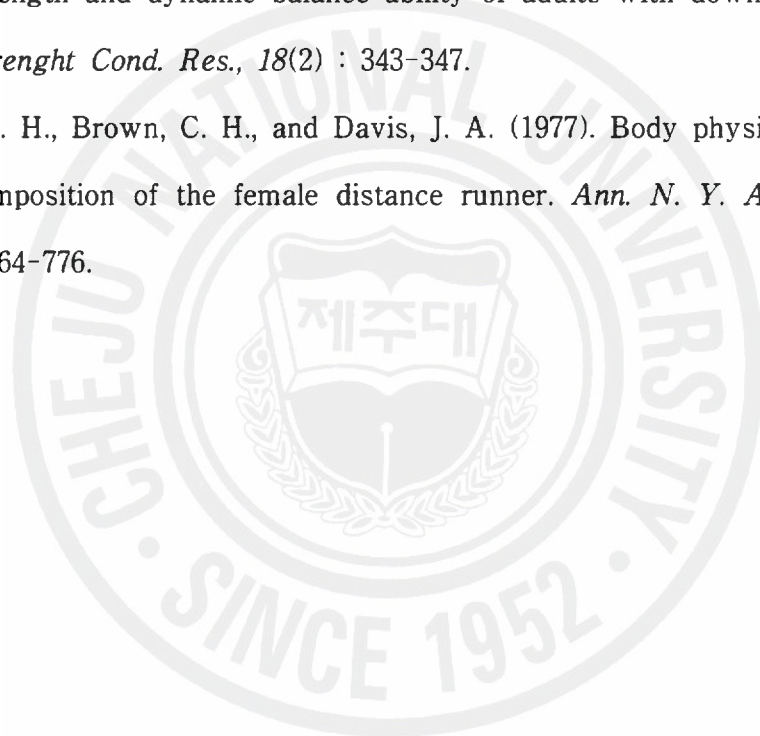 ength and dynamic balance ability of adults with down
renght Cond. Res., 18(2) : 343-347.
. H., Brown, C. H., and Davis, J. A. (1977). Body physi
mposition of the female distance runner. Ann. N. Y. A
64-776.
CHEJU NATIONAL UNIVERSITY
제주대
SINCE 1952